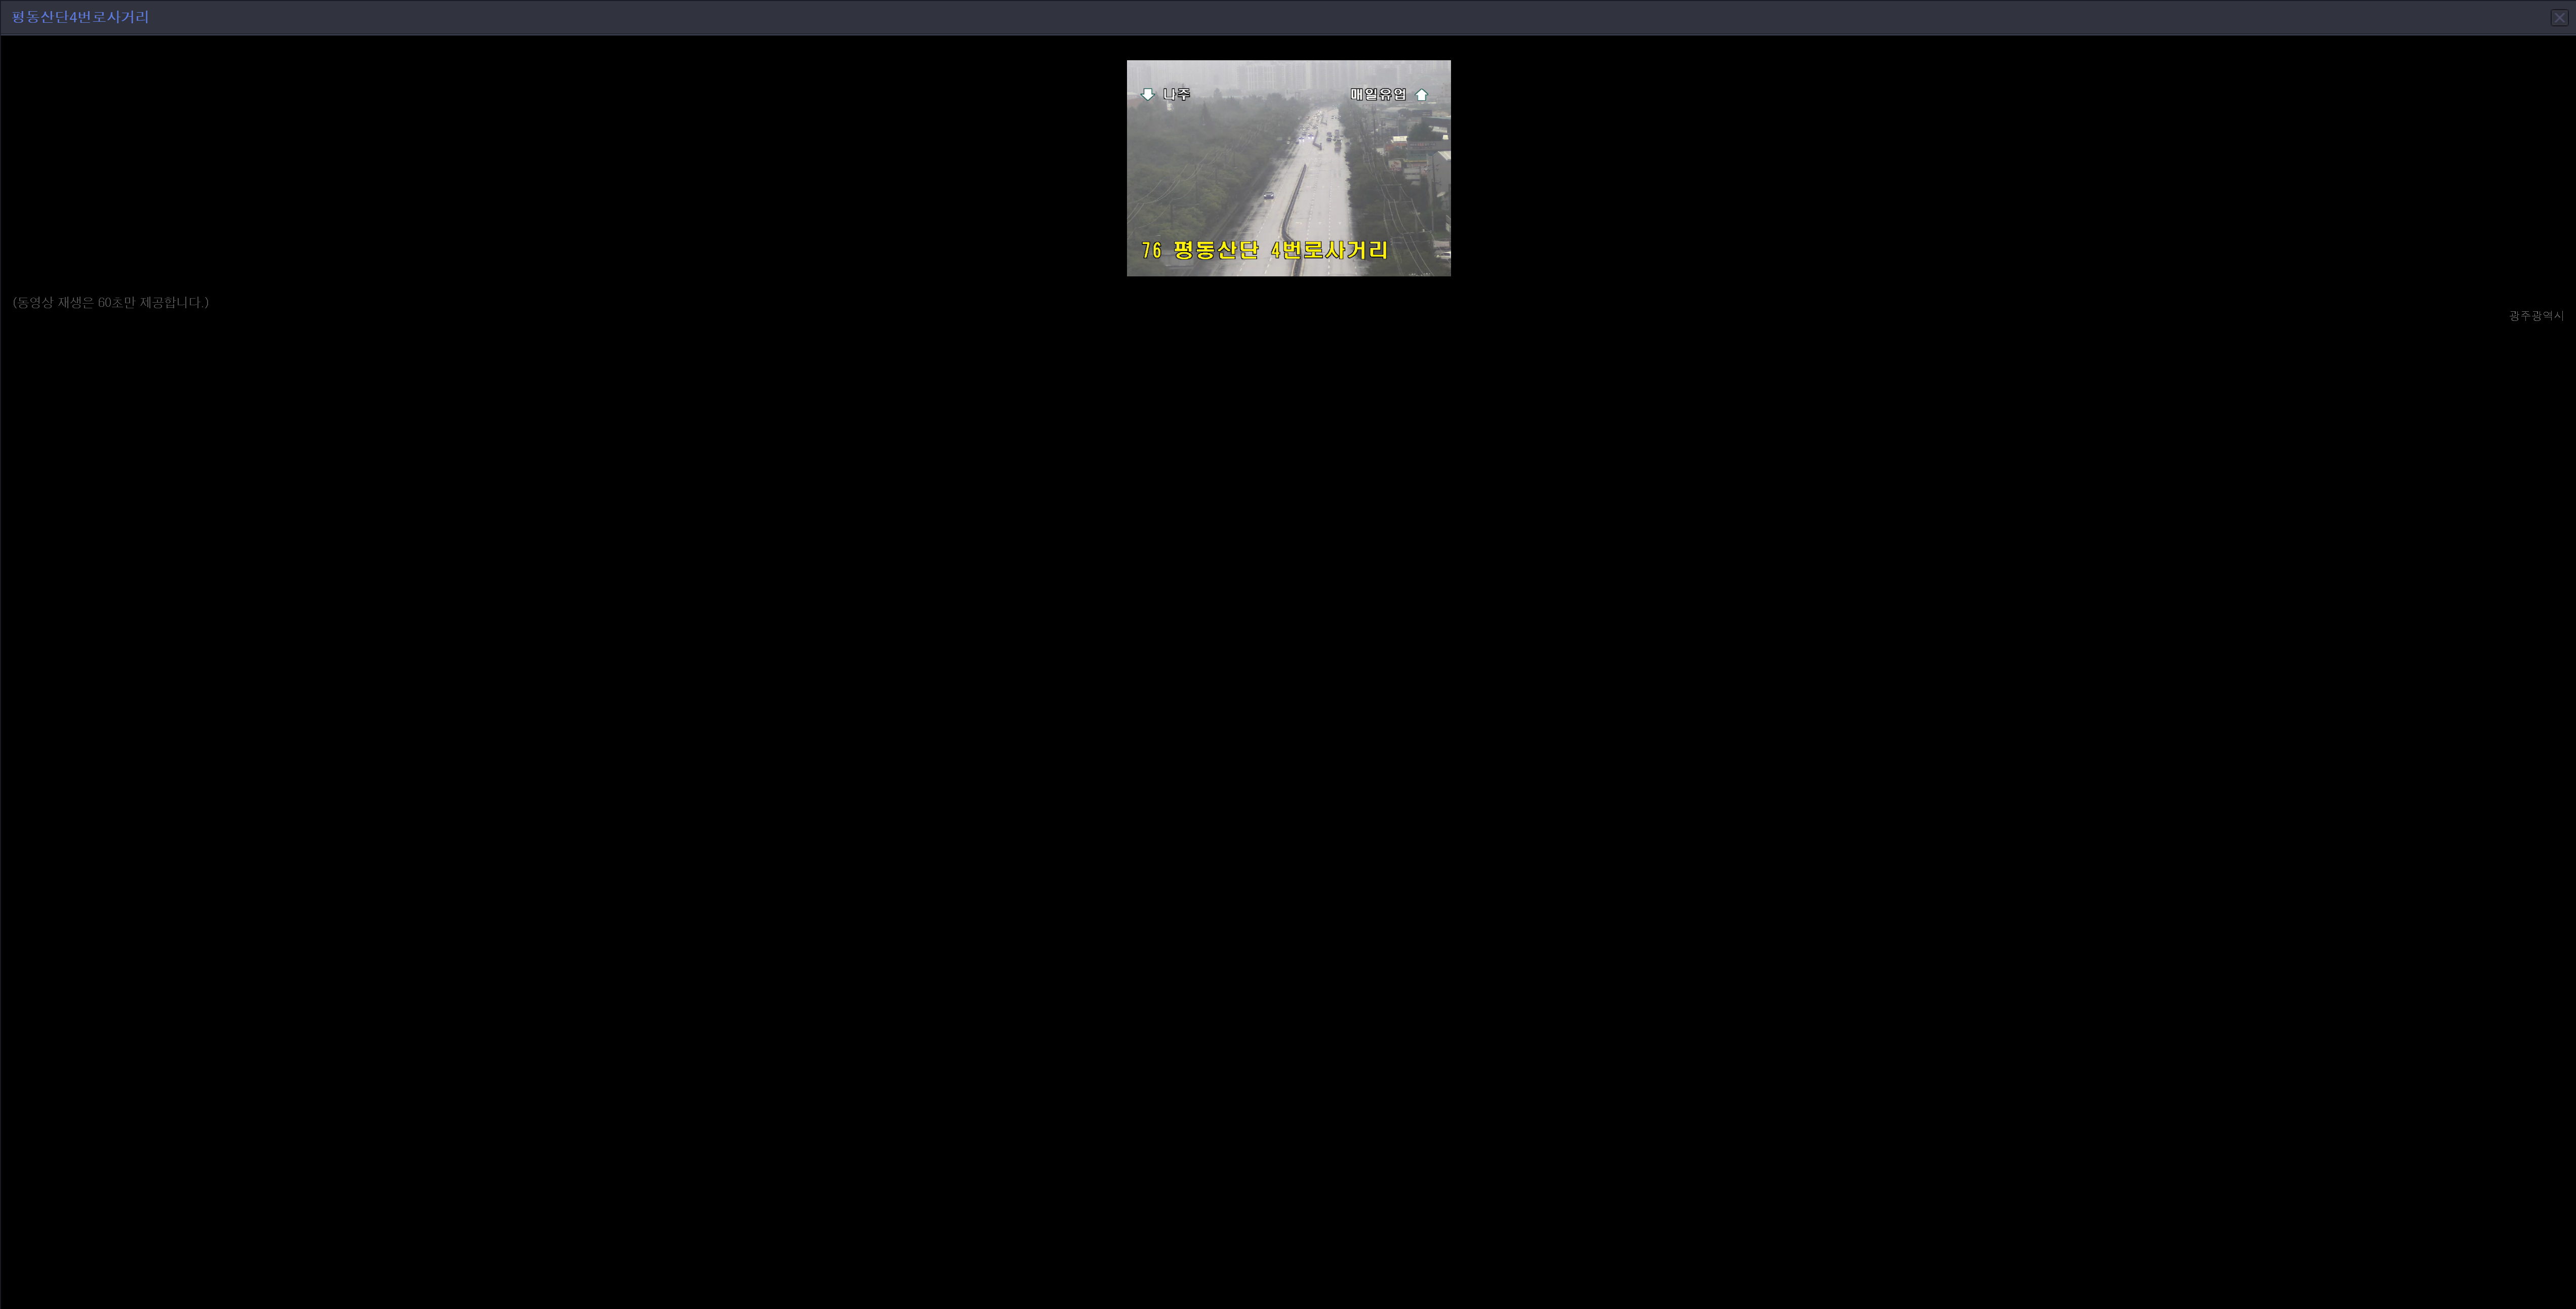 평동산단4번로사거리
나주 매일유업
76 평동산단 4번로사거리
(동영상 재생은 60초만 제공합니다.)
광주광역시